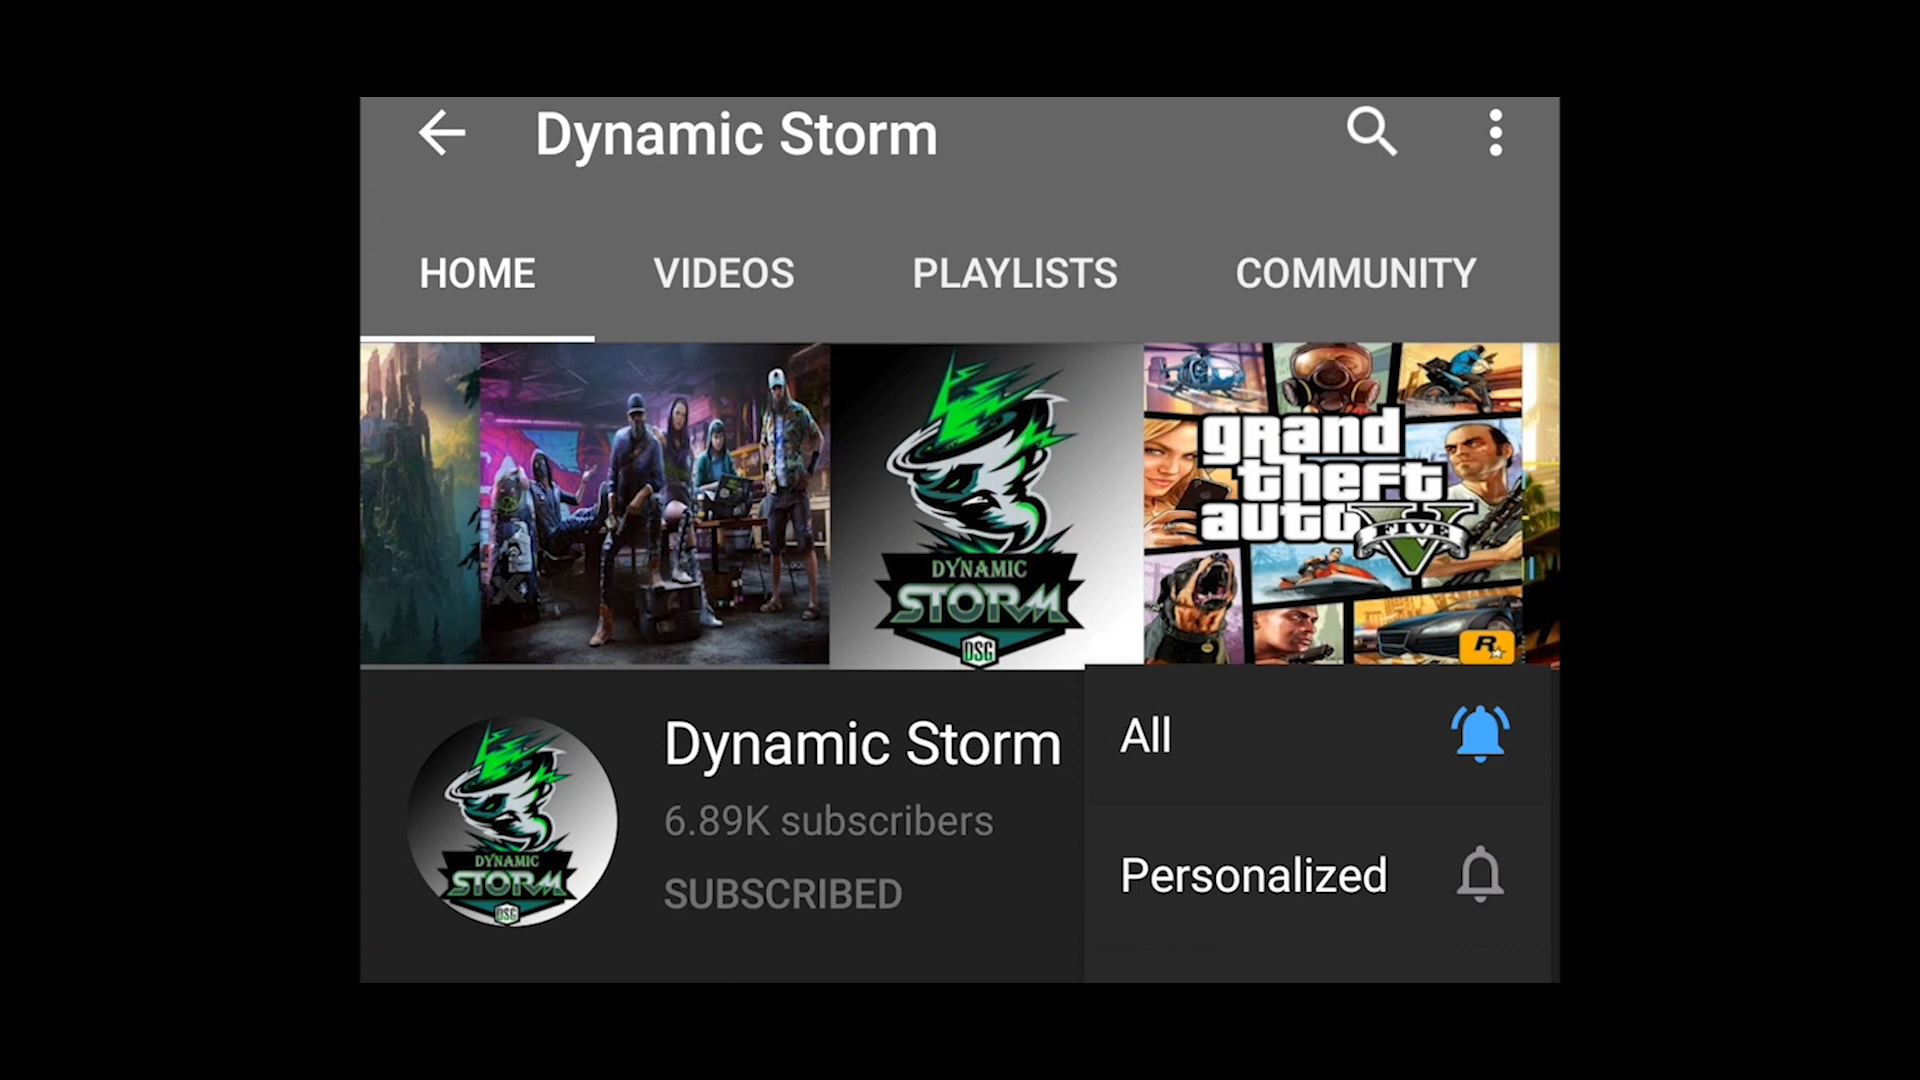 Dynamic Storm
HOME VIDEOS PLAYLISTS COMMUNITY
DYNAMIC
STORM
DSG
grand
theft
auto
FIVE
R
Dynamic Storm
6.89K subscribers
SUBSCRIBED
DYNAMIC
STORM
DSG
All
Personalized